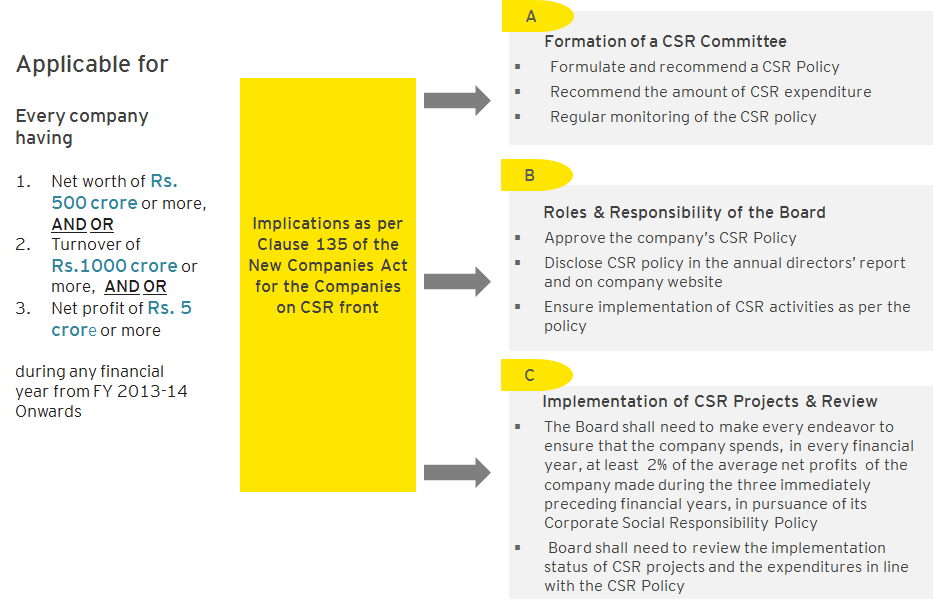 Applicable for
Every company
having
1. Net worth of Rs.
500 crore or more,
AND OR
2. Turnover of
Rs.1000 crore or
more, AND OR
3. Net profit of Rs. 5
crore or more
during any financial
year from FY 2013-14
Onwards
Implications as per
Clause 135 of the
New Companies Act
for the Companies
on CSR front
A
Formation of a CSR Committee
▪ Formulate and recommend a CSR Policy
▪ Recommend the amount of CSR expenditure
▪ Regular monitoring of the CSR policy
B
Roles & Responsibility of the Board
▪ Approve the company's CSR Policy
▪ Disclose CSR policy in the annual directors' report
and on company website
▪ Ensure implementation of CSR activities as per the
policy
C
Implementation of CSR Projects & Review
▪ The Board shall need to make every endeavor to
ensure that the company spends, in every financial
year, at least 2% of the average net profits of the
company made during the three immediately
preceding financial years, in pursuance of its
Corporate Social Responsibility Policy
▪ Board shall need to review the implementation
status of CSR projects and the expenditures in line
with the CSR Policy